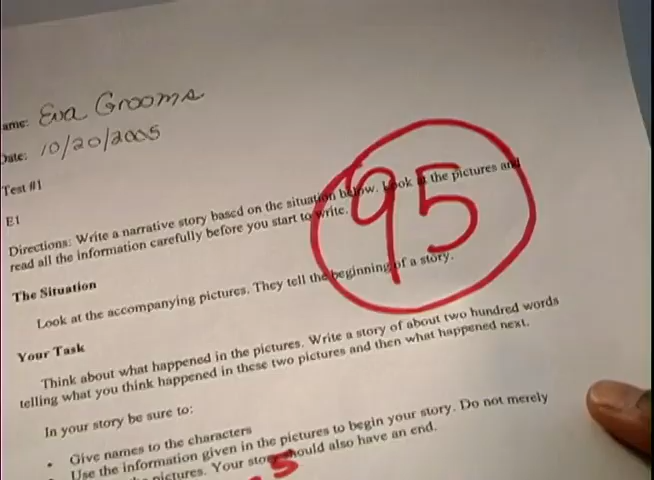 ame: Eva Grooms
Date: 10/20/2005
Test #1
E1
95
Directions: Write a narrative story based on the situation below. Look at the pictures and
read all the information carefully before you start to write.
The Situation
Look at the accompanying pictures. They tell the beginning of a story.
Your Task
Think about what happened in the pictures. Write a story of about two hundred words
telling what you think happened in these two pictures and then what happened next.
In your story be sure to:
• Give names to the characters
• Use the information given in the pictures to begin your story. Do not merely
pictures. Your story should also have an end.